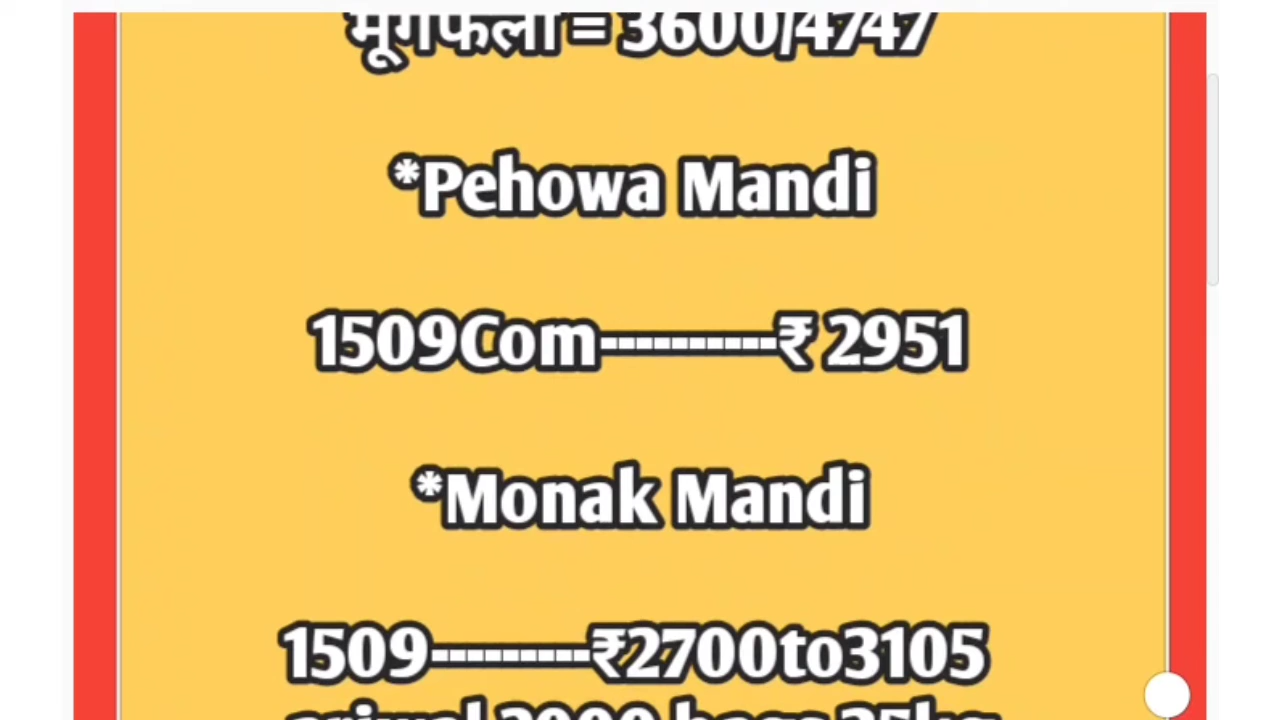 मूंगफली = 3600/4747
*Pehowa Mandi
1509Com----------₹ 2951
*Monak Mandi
1509---------₹2700to3105